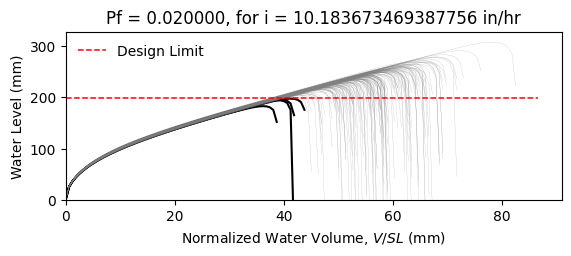 Pf = 0.020000, for i = 10.183673469387756 in/hr
300
200
100
0
Water Level (mm)
Design Limit
0
20
40
60
80
Normalized Water Volume, V/SL (mm)